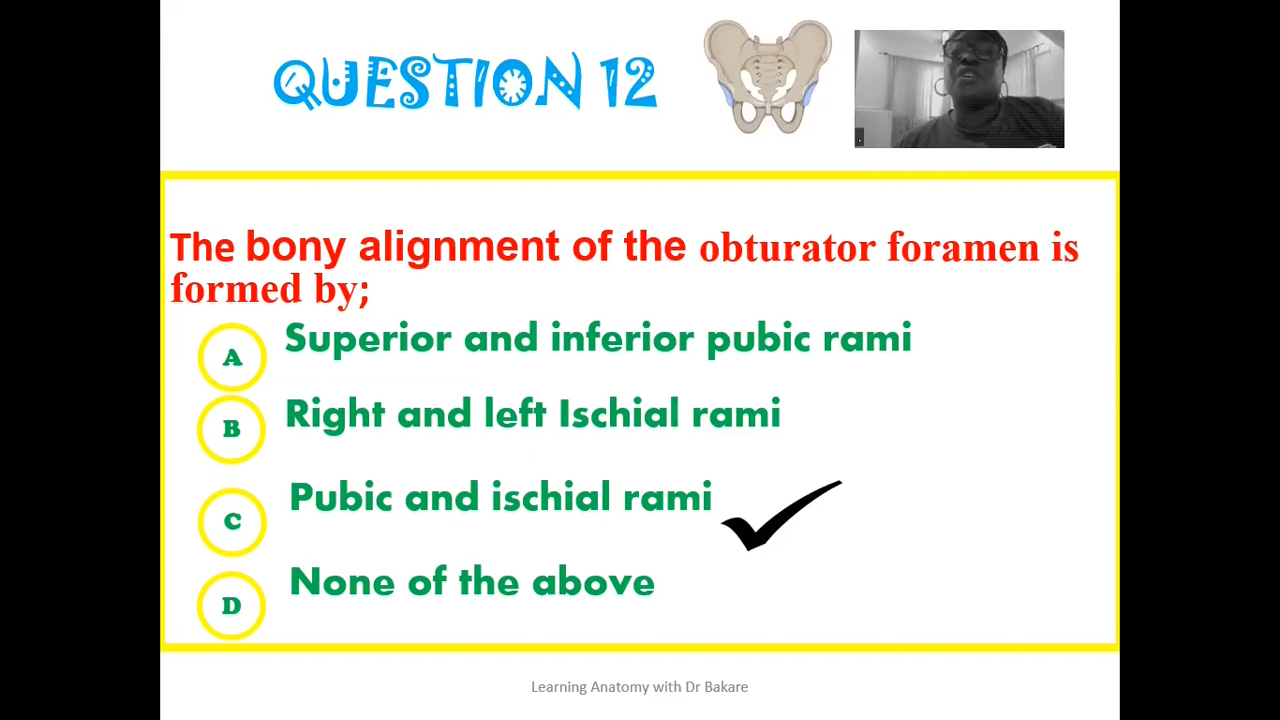 QUESTION 12
The bony alignment of the obturator foramen is
formed by;
A Superior and inferior pubic rami
B Right and left Ischial rami
C Pubic and ischial rami
D None of the above
Learning Anatomy with Dr Bakare